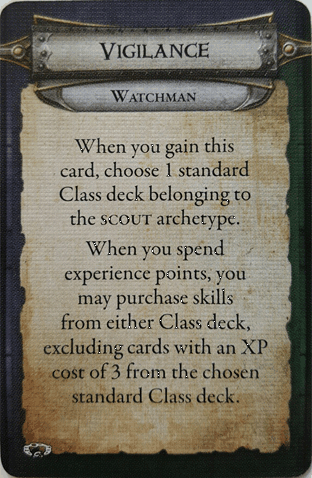 VIGILANCE
WATCHMAN
When you gain this
card, choose 1 standard
Class deck belonging to
the SCOUT archetype.
When you spend
experience points, you
may purchase skills
from either Class deck,
excluding cards with an XP
cost of 3 from the chosen
standard Class deck.